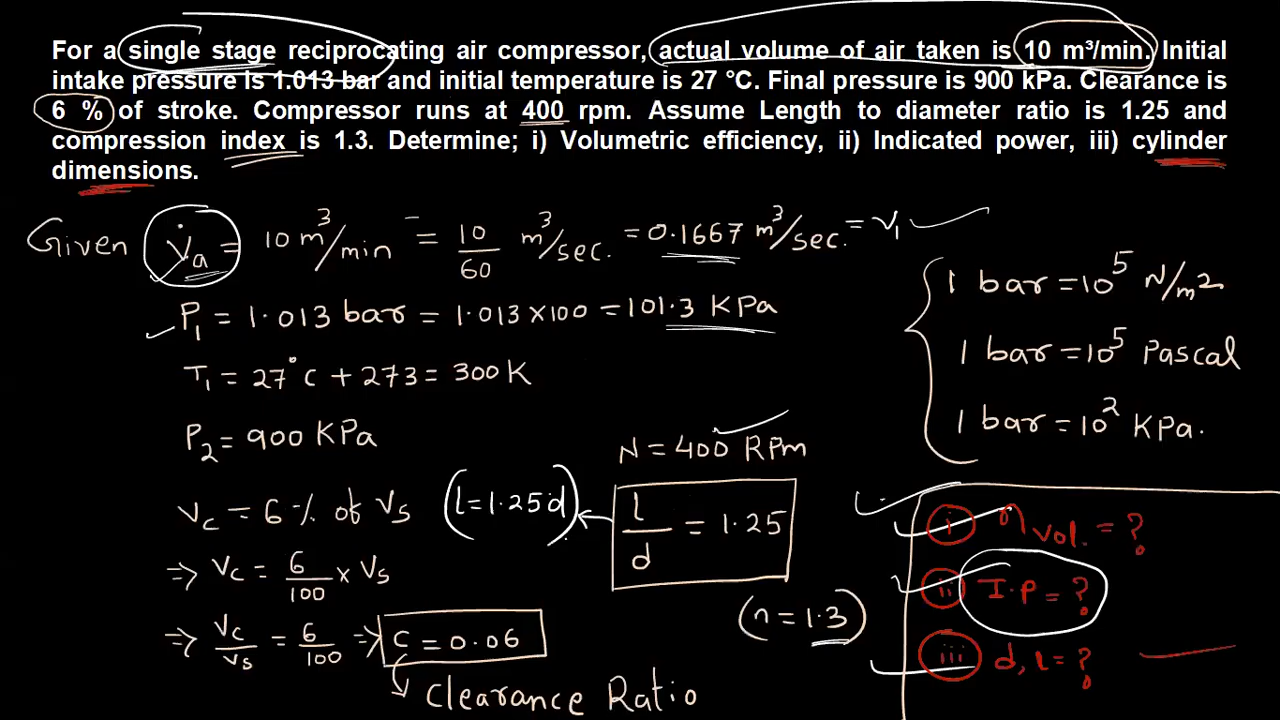 For a single stage reciprocating air compressor, actual volume of air taken is 10 m³/min. Initial
intake pressure is 1.013 bar and initial temperature is 27 °C. Final pressure is 900 kPa. Clearance is
6 % of stroke. Compressor runs at 400 rpm. Assume Length to diameter ratio is 1.25 and
compression index is 1.3. Determine; i) Volumetric efficiency, ii) Indicated power, iii) cylinder
dimensions.
Given V̇a = 10 m³/min = 10/60 m³/sec. = 0.1667 m³/sec. = V1
P1 = 1.013 bar = 1.013 x 100 = 101.3 KPa
T1 = 27°c + 273 = 300 K
P2 = 900 KPa
N = 400 RPm
Vc = 6 % of Vs
(l = 1.25d)
l/d = 1.25
⇒ Vc = 6/100 x Vs
⇒ Vc/Vs = 6/100 ⇒ C = 0.06
(n = 1.3)
Clearance Ratio
1 bar = 10⁵ N/m²
1 bar = 10⁵ Pascal
1 bar = 10² KPa.
i ηvol. = ?
ii I.P = ?
iii d, l = ?